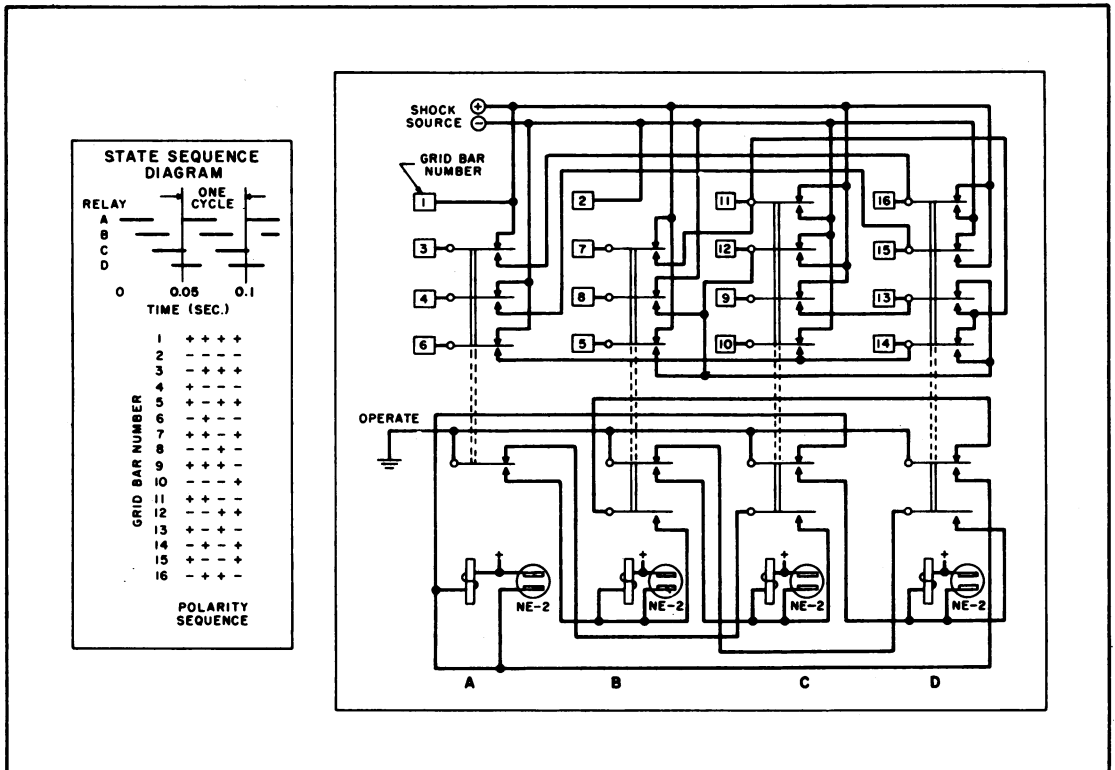 STATE SEQUENCE
DIAGRAM
ONE
CYCLE
RELAY
A
B
C
D
0 0.05 0.1
TIME (SEC.)
GRID BAR NUMBER
1 + + + +
2 - - - -
3 - + + +
4 + - - -
5 + - + +
6 - + - -
7 + + - +
8 - - + -
9 + + + -
10 - - - +
11 + + - -
12 - - + +
13 + - + -
14 - + - +
15 + - - +
16 - + + -
POLARITY
SEQUENCE
SHOCK +
SOURCE -
GRID BAR
NUMBER
1 2 11 16
3 7 12 15
4 8 9 13
6 5 10 14
OPERATE
+ + + +
NE-2 NE-2 NE-2 NE-2
A B C D